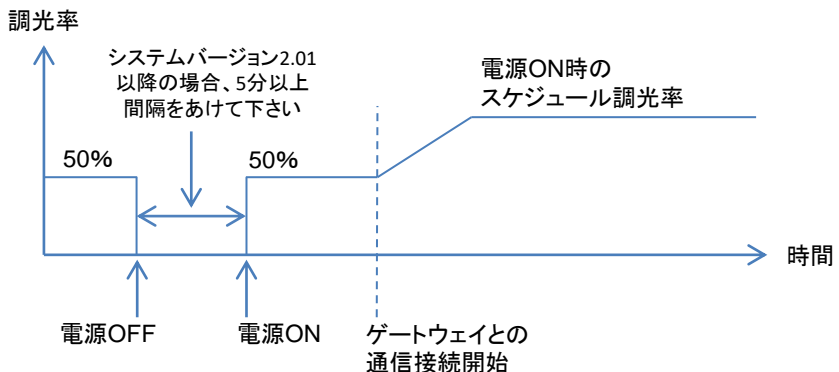 調光率
システムバージョン2.01
以降の場合、5分以上
間隔をあけて下さい
電源ON時の
スケジュール調光率
50%
50%
時間
電源OFF
電源ON
ゲートウェイとの
通信接続開始